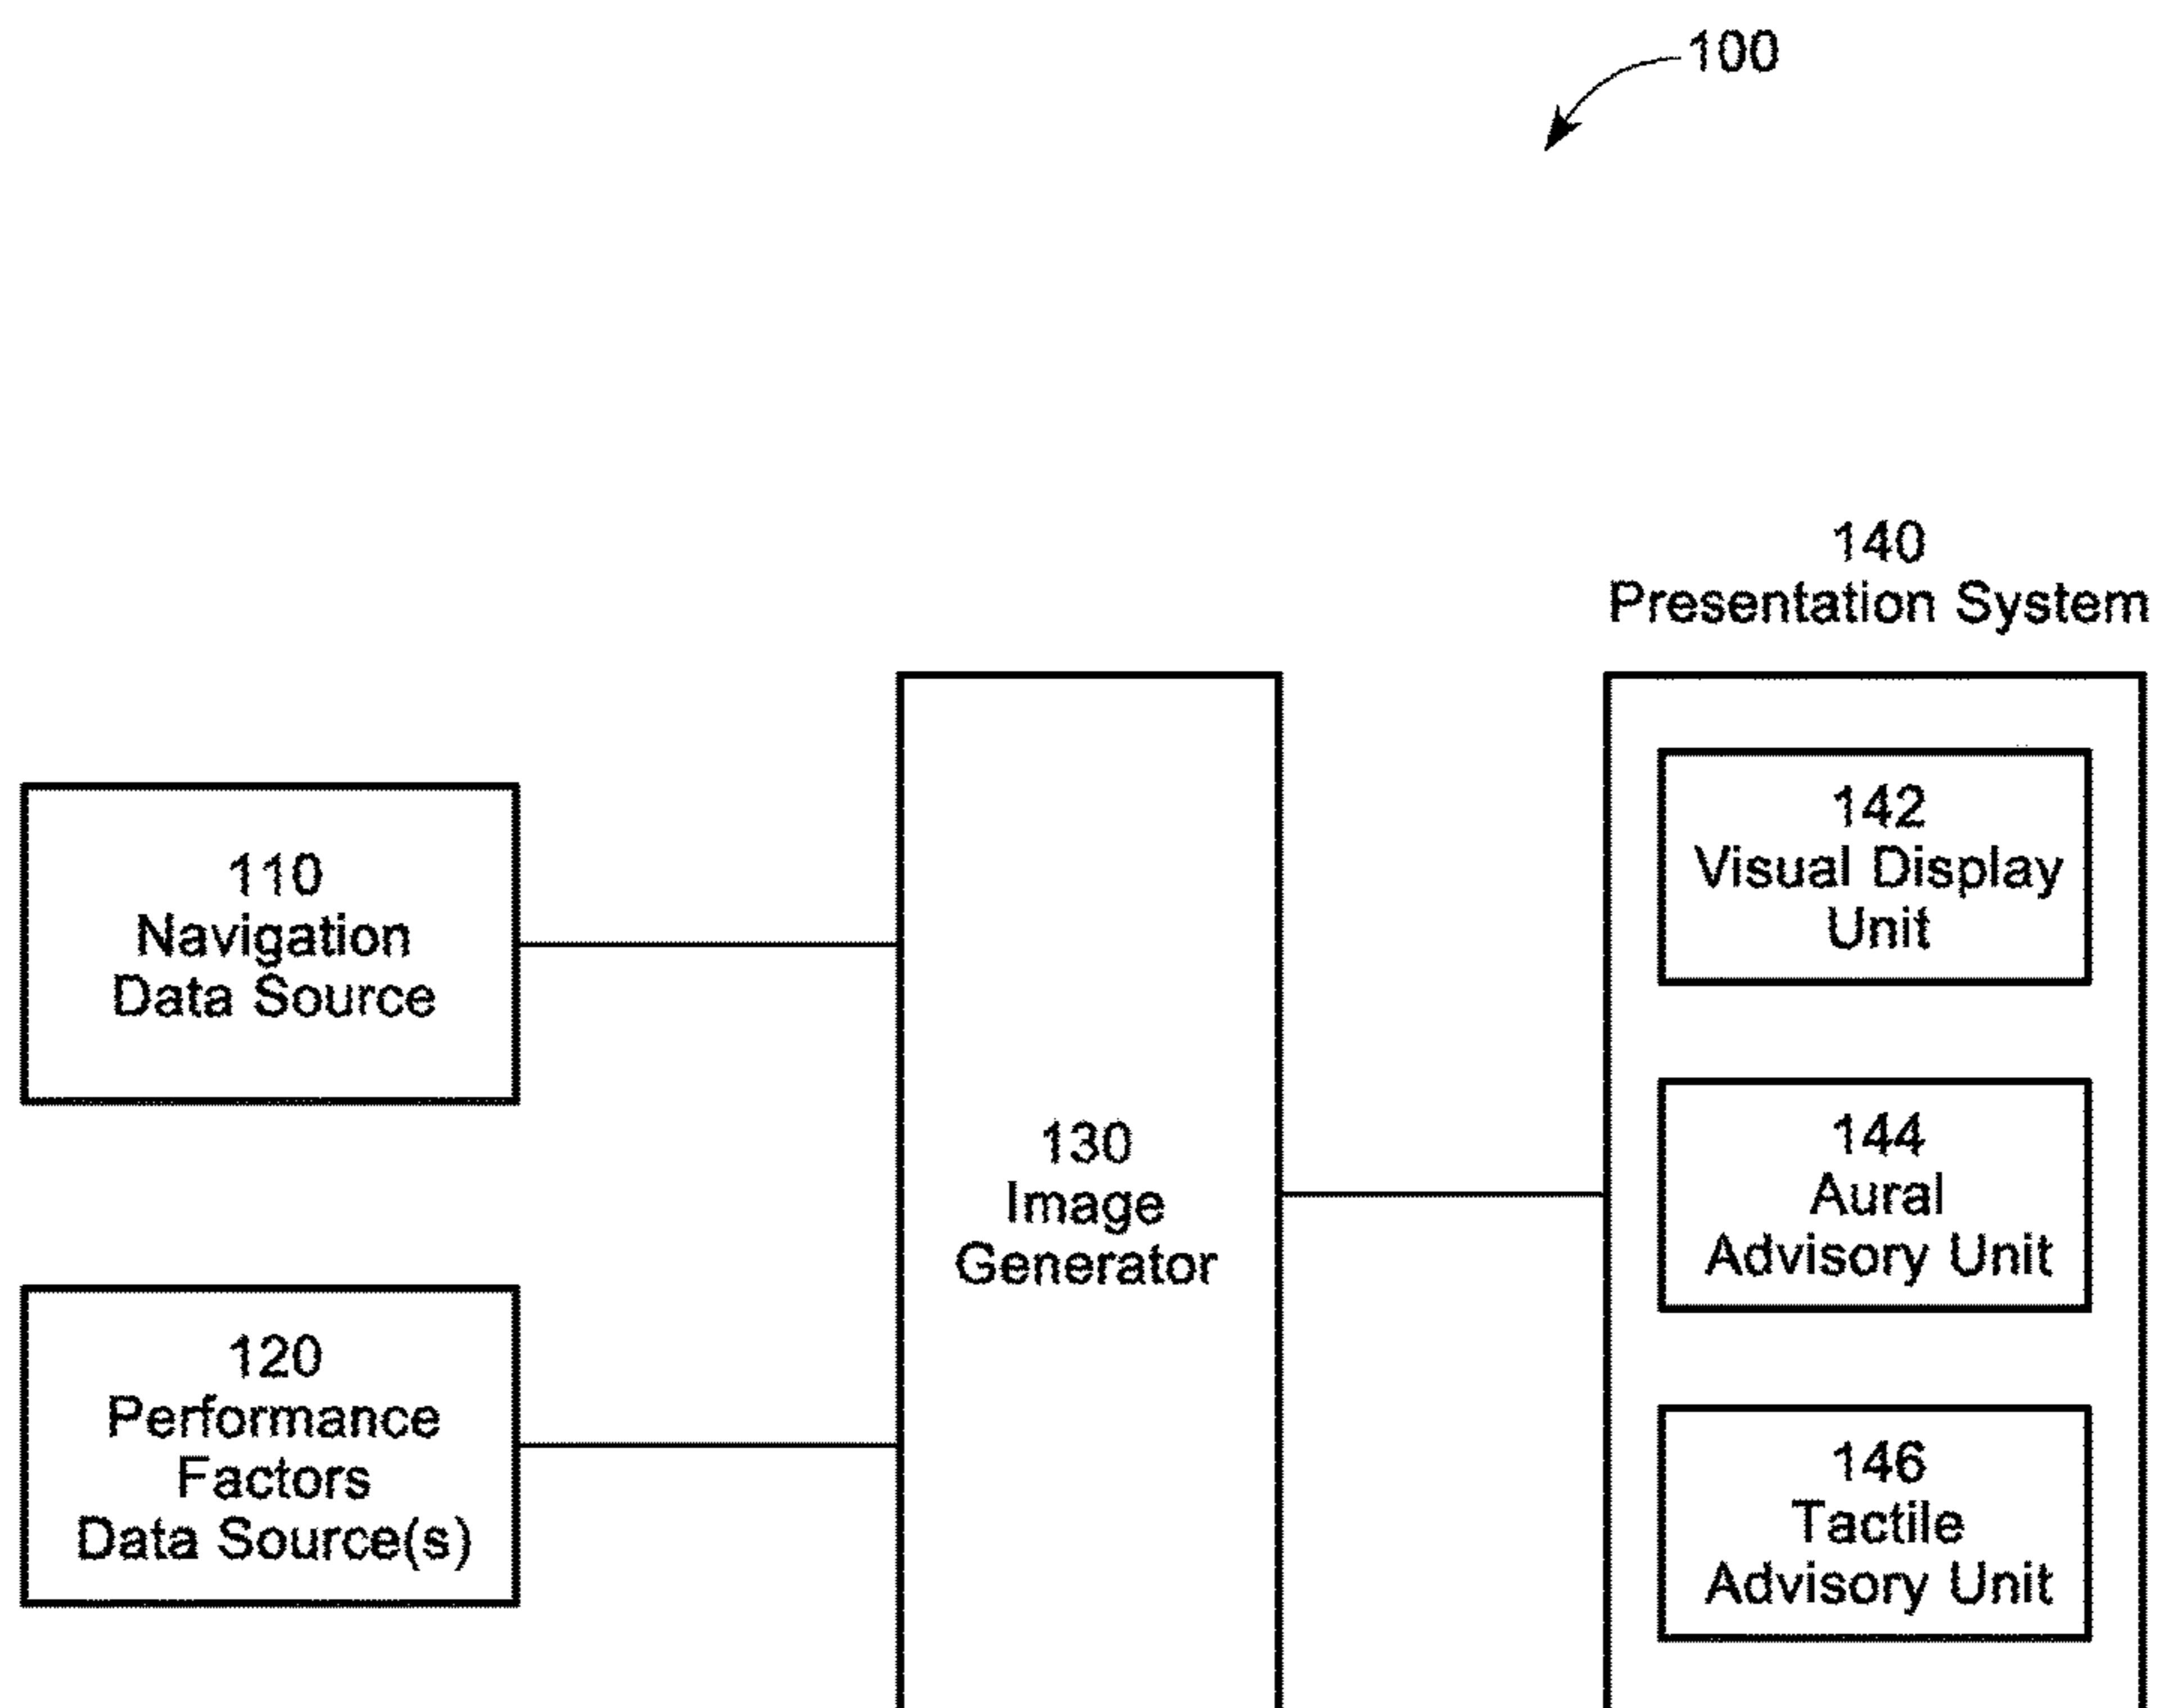 100
110
Navigation
Data Source
120
Performance
Factors
Data Source(s)
130
Image
Generator
140
Presentation System
142
Visual Display
Unit
144
Aural
Advisory Unit
146
Tactile
Advisory Unit